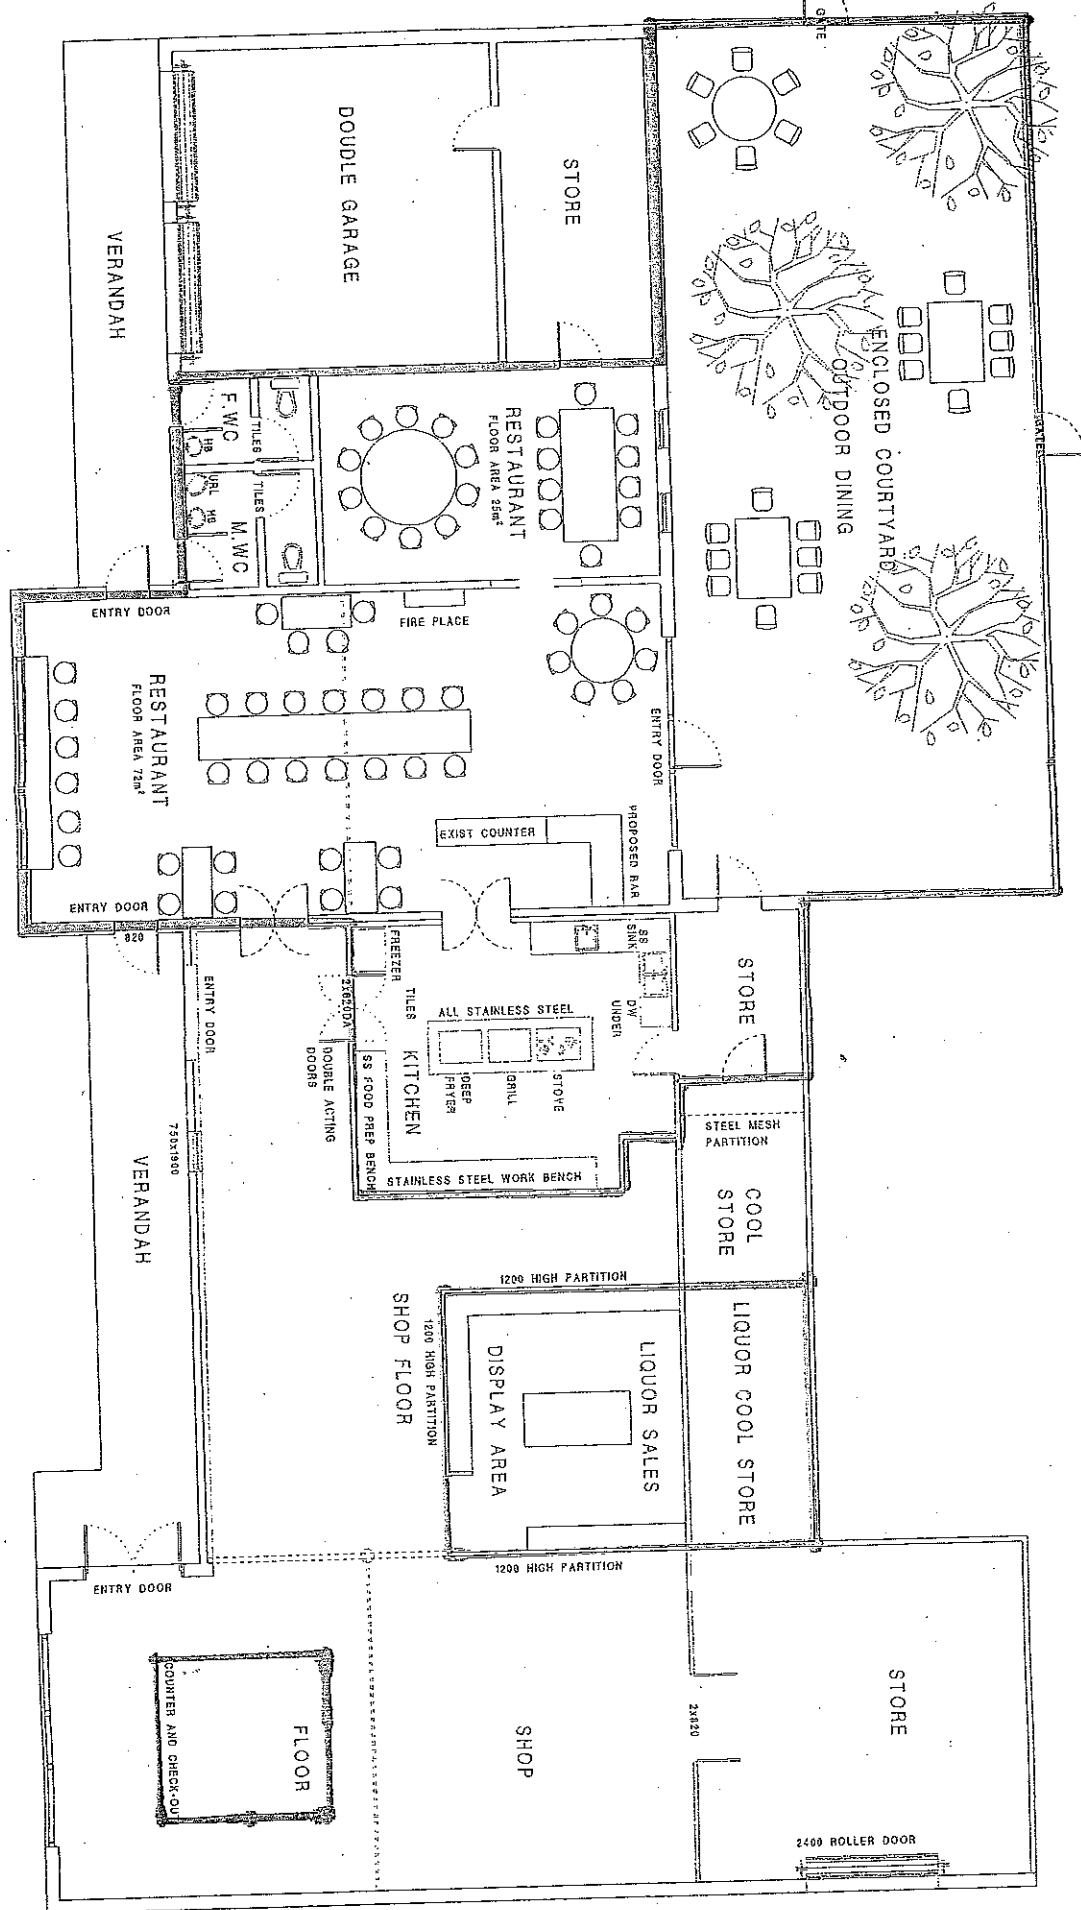 GATE
DOUDLE GARAGE
STORE
VERANDAH
ENCLOSED COURTYARD
OUTDOOR DINING
GATE
F.WC
TILES
HB
URL
HB
TILES
M.WC
RESTAURANT
FLOOR AREA 25m²
ENTRY DOOR
FIRE PLACE
RESTAURANT
FLOOR AREA 72m²
ENTRY DOOR
EXIST COUNTER
PROPOSED BAR
ENTRY DOOR
820
ENTRY DOOR
FREEZER
TILES
2x820DA
DOUBLE ACTING
DOORS
SS
SINK
DW
UNDER
ALL STAINLESS STEEL
KITCHEN
DEEP
FRYER
GRILL
STOVE
SS FOOD PREP BENCH
STAINLESS STEEL WORK BENCH
STORE
STEEL MESH
PARTITION
COOL
STORE
750x1900
VERANDAH
1200 HIGH PARTITION
SHOP FLOOR
1200 HIGH PARTITION
DISPLAY AREA
LIQUOR SALES
LIQUOR COOL STORE
1200 HIGH PARTITION
ENTRY DOOR
COUNTER AND CHECK-OU
FLOOR
SHOP
2x820
STORE
2400 ROLLER DOOR